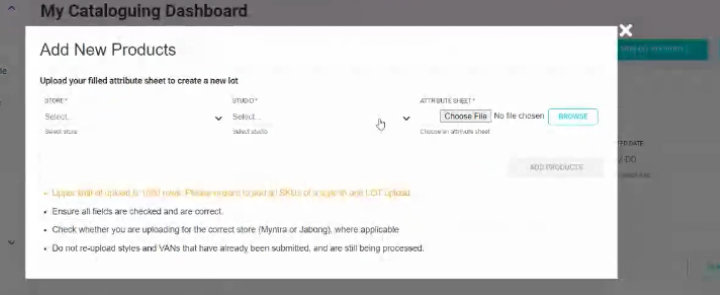 My Cataloguing Dashboard
Add New Products
Upload your filled attribute sheet to create a new lot
STORE*
STUDIO*
ATTRIBUTE SHEET*
Select...
Select...
Choose File No file chosen
BROWSE
Select store
Select studio
Choose an attribute sheet
ADD PRODUCTS
Upper limit of upload is 1000 rows. Please ensure to add all SKUs of a style in one LOT upload.
Ensure all fields are checked and are correct.
Check whether you are uploading for the correct store (Myntra or Jabong), where applicable
Do not re-upload styles and VANs that have already been submitted, and are still being processed.